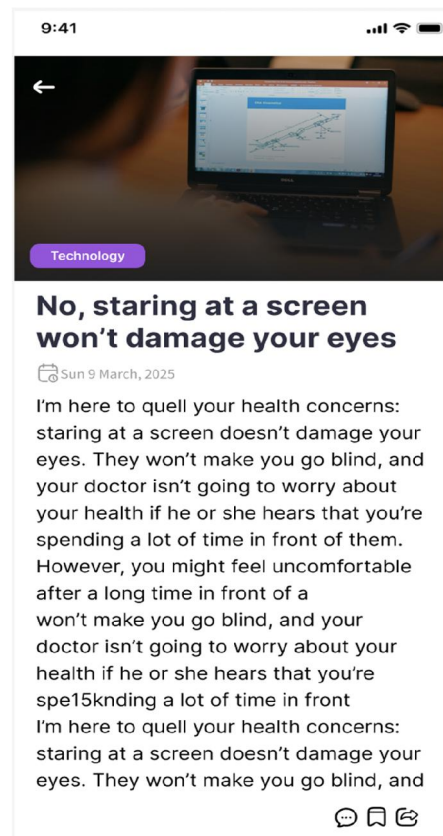 9:41
Technology
No, staring at a screen
won’t damage your eyes
Sun 9 March, 2025
I’m here to quell your health concerns:
staring at a screen doesn’t damage your
eyes. They won’t make you go blind, and
your doctor isn’t going to worry about
your health if he or she hears that you’re
spending a lot of time in front of them.
However, you might feel uncomfortable
after a long time in front of a
won’t make you go blind, and your
doctor isn’t going to worry about your
health if he or she hears that you’re
spe15knding a lot of time in front
I’m here to quell your health concerns:
staring at a screen doesn’t damage your
eyes. They won’t make you go blind, and